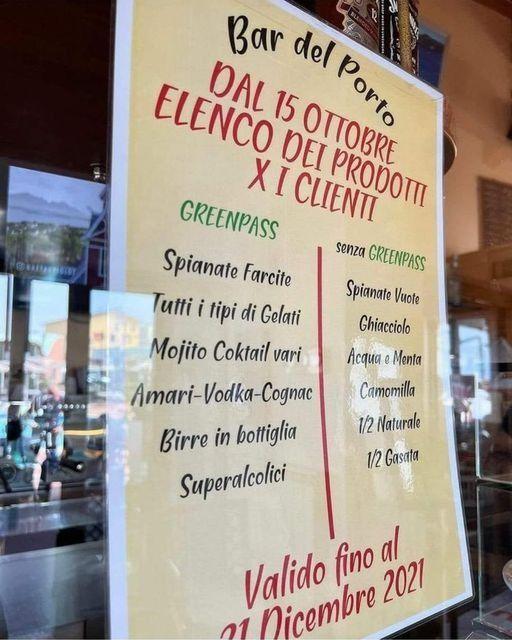 Bar del Porto
DAL 15 OTTOBRE
ELENCO DEI PRODOTTI
X I CLIENTI
GREENPASS
Spianate Farcite
Tutti i tipi di Gelati
Mojito Coktail vari
Amari-Vodka-Cognac
Birre in bottiglia
Superalcolici
senza GREENPASS
Spianate Vuote
Ghiacciolo
Acqua e Menta
Camomilla
1/2 Naturale
1/2 Gasata
Valido fino al
31 Dicembre 2021